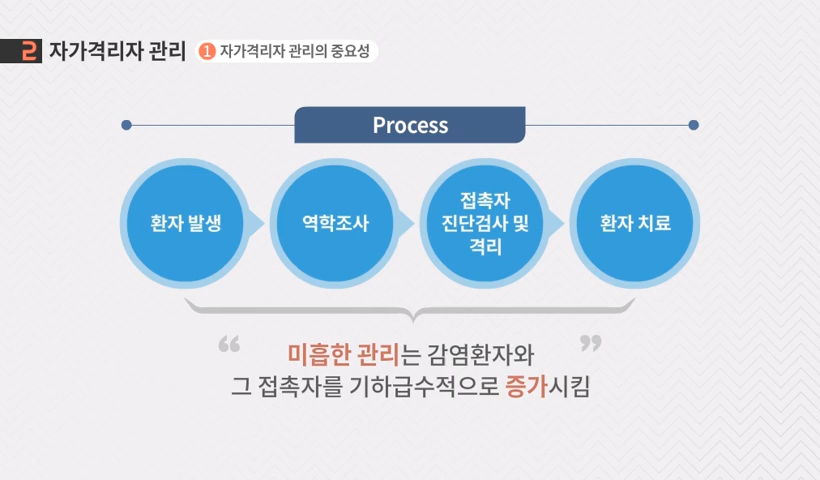 2 자가격리자 관리 1 자가격리자 관리의 중요성
Process
환자 발생
역학조사
접촉자
진단검사 및
격리
환자 치료
“ 미흡한 관리는 감염환자와 ”
그 접촉자를 기하급수적으로 증가시킴